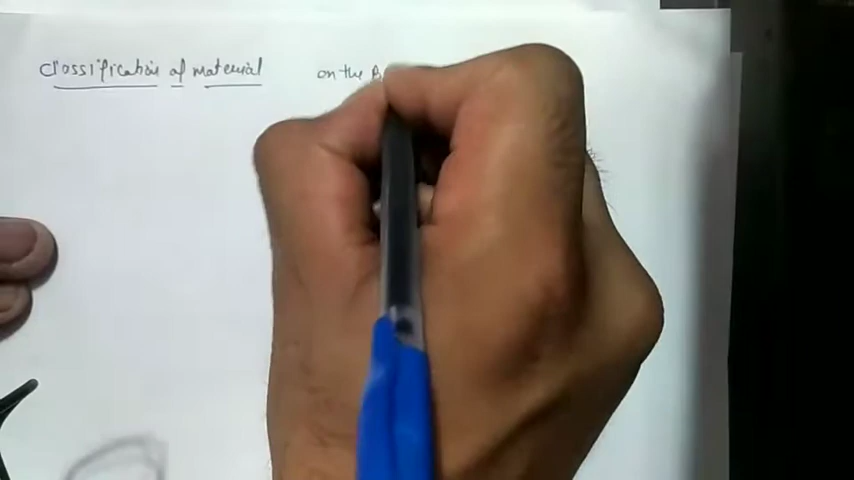 Classification of material on the